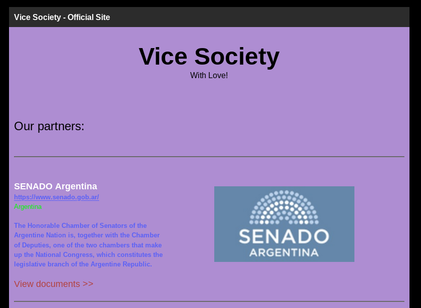 Vice Society - Official Site
Vice Society
With Love!
Our partners:
SENADO Argentina
https://www.senado.gob.ar/
The Honorable Chamber of Senators of the
Argentine Nation is, together with the Chamber
of Deputies, one of the two chambers that make
up the National Congress, which constitutes the
legislative branch of the Argentine Republic.
View documents >>
SENADO
ARGENTINA